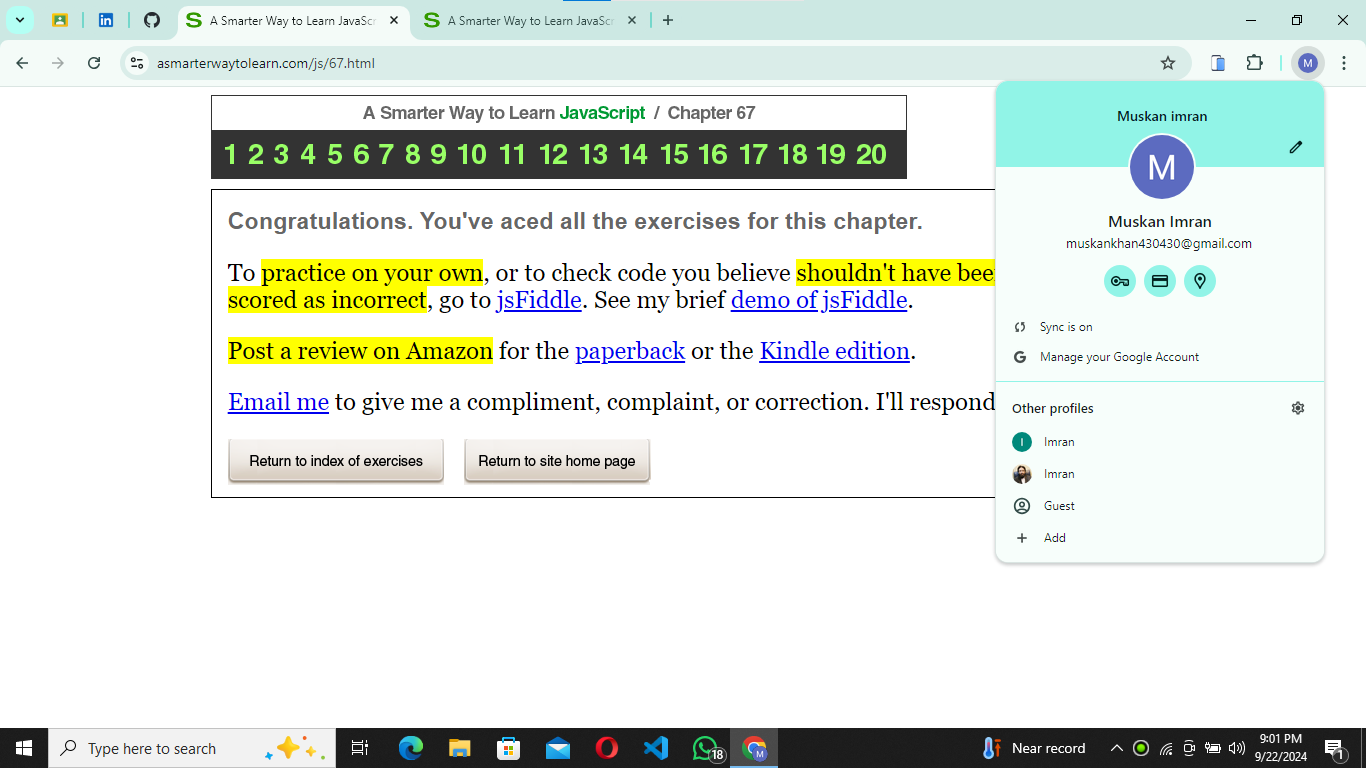 A Smarter Way to Learn JavaScr
A Smarter Way to Learn JavaSc
asmarterwaytolearn.com/js/67.html
M
A Smarter Way to Learn JavaScript / Chapter 67
1 2 3 4 5 6 7 8 9 10 11 12 13 14 15 16 17 18 19 20
Congratulations. You've aced all the exercises for this chapter.
To practice on your own, or to check code you believe shouldn't have bee
scored as incorrect, go to jsFiddle. See my brief demo of jsFiddle.
Post a review on Amazon for the paperback or the Kindle edition.
Email me to give me a compliment, complaint, or correction. I'll respond
Return to index of exercises
Return to site home page
Muskan imran
M
Muskan Imran
muskankhan430430@gmail.com
Sync is on
Manage your Google Account
Other profiles
I Imran
Imran
Guest
Add
Type here to search
18
M
Near record
9:01 PM
9/22/2024
1